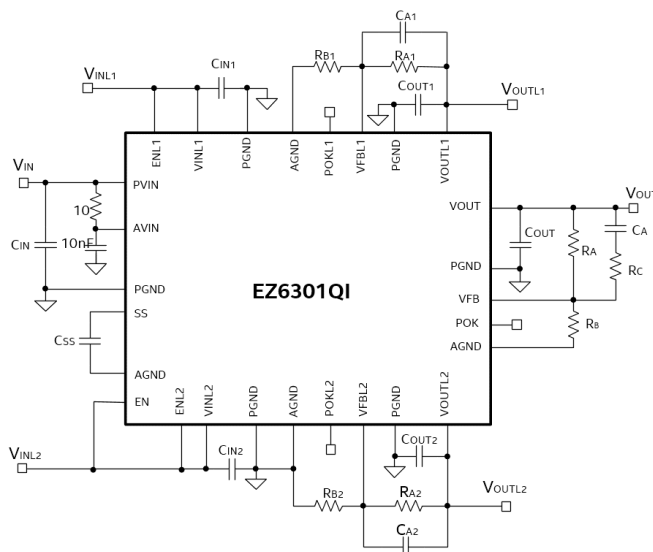 CA1
RB1
RA1
CIN1
VINL1
COUT1
VOUTL1
ENL1
VINL1
PGND
AGND
POKL1
VFBL1
PGND
VOUTL1
VIN
PVIN
10
AVIN
10nF
CIN
PGND
SS
CSS
AGND
EN
EZ6301QI
VOUT
VOUT
COUT
RA
CA
RC
PGND
VFB
POK
RB
AGND
ENL2
VINL2
PGND
AGND
POKL2
VFBL2
PGND
VOUTL2
VINL2
CIN2
COUT2
RB2
RA2
VOUTL2
CA2